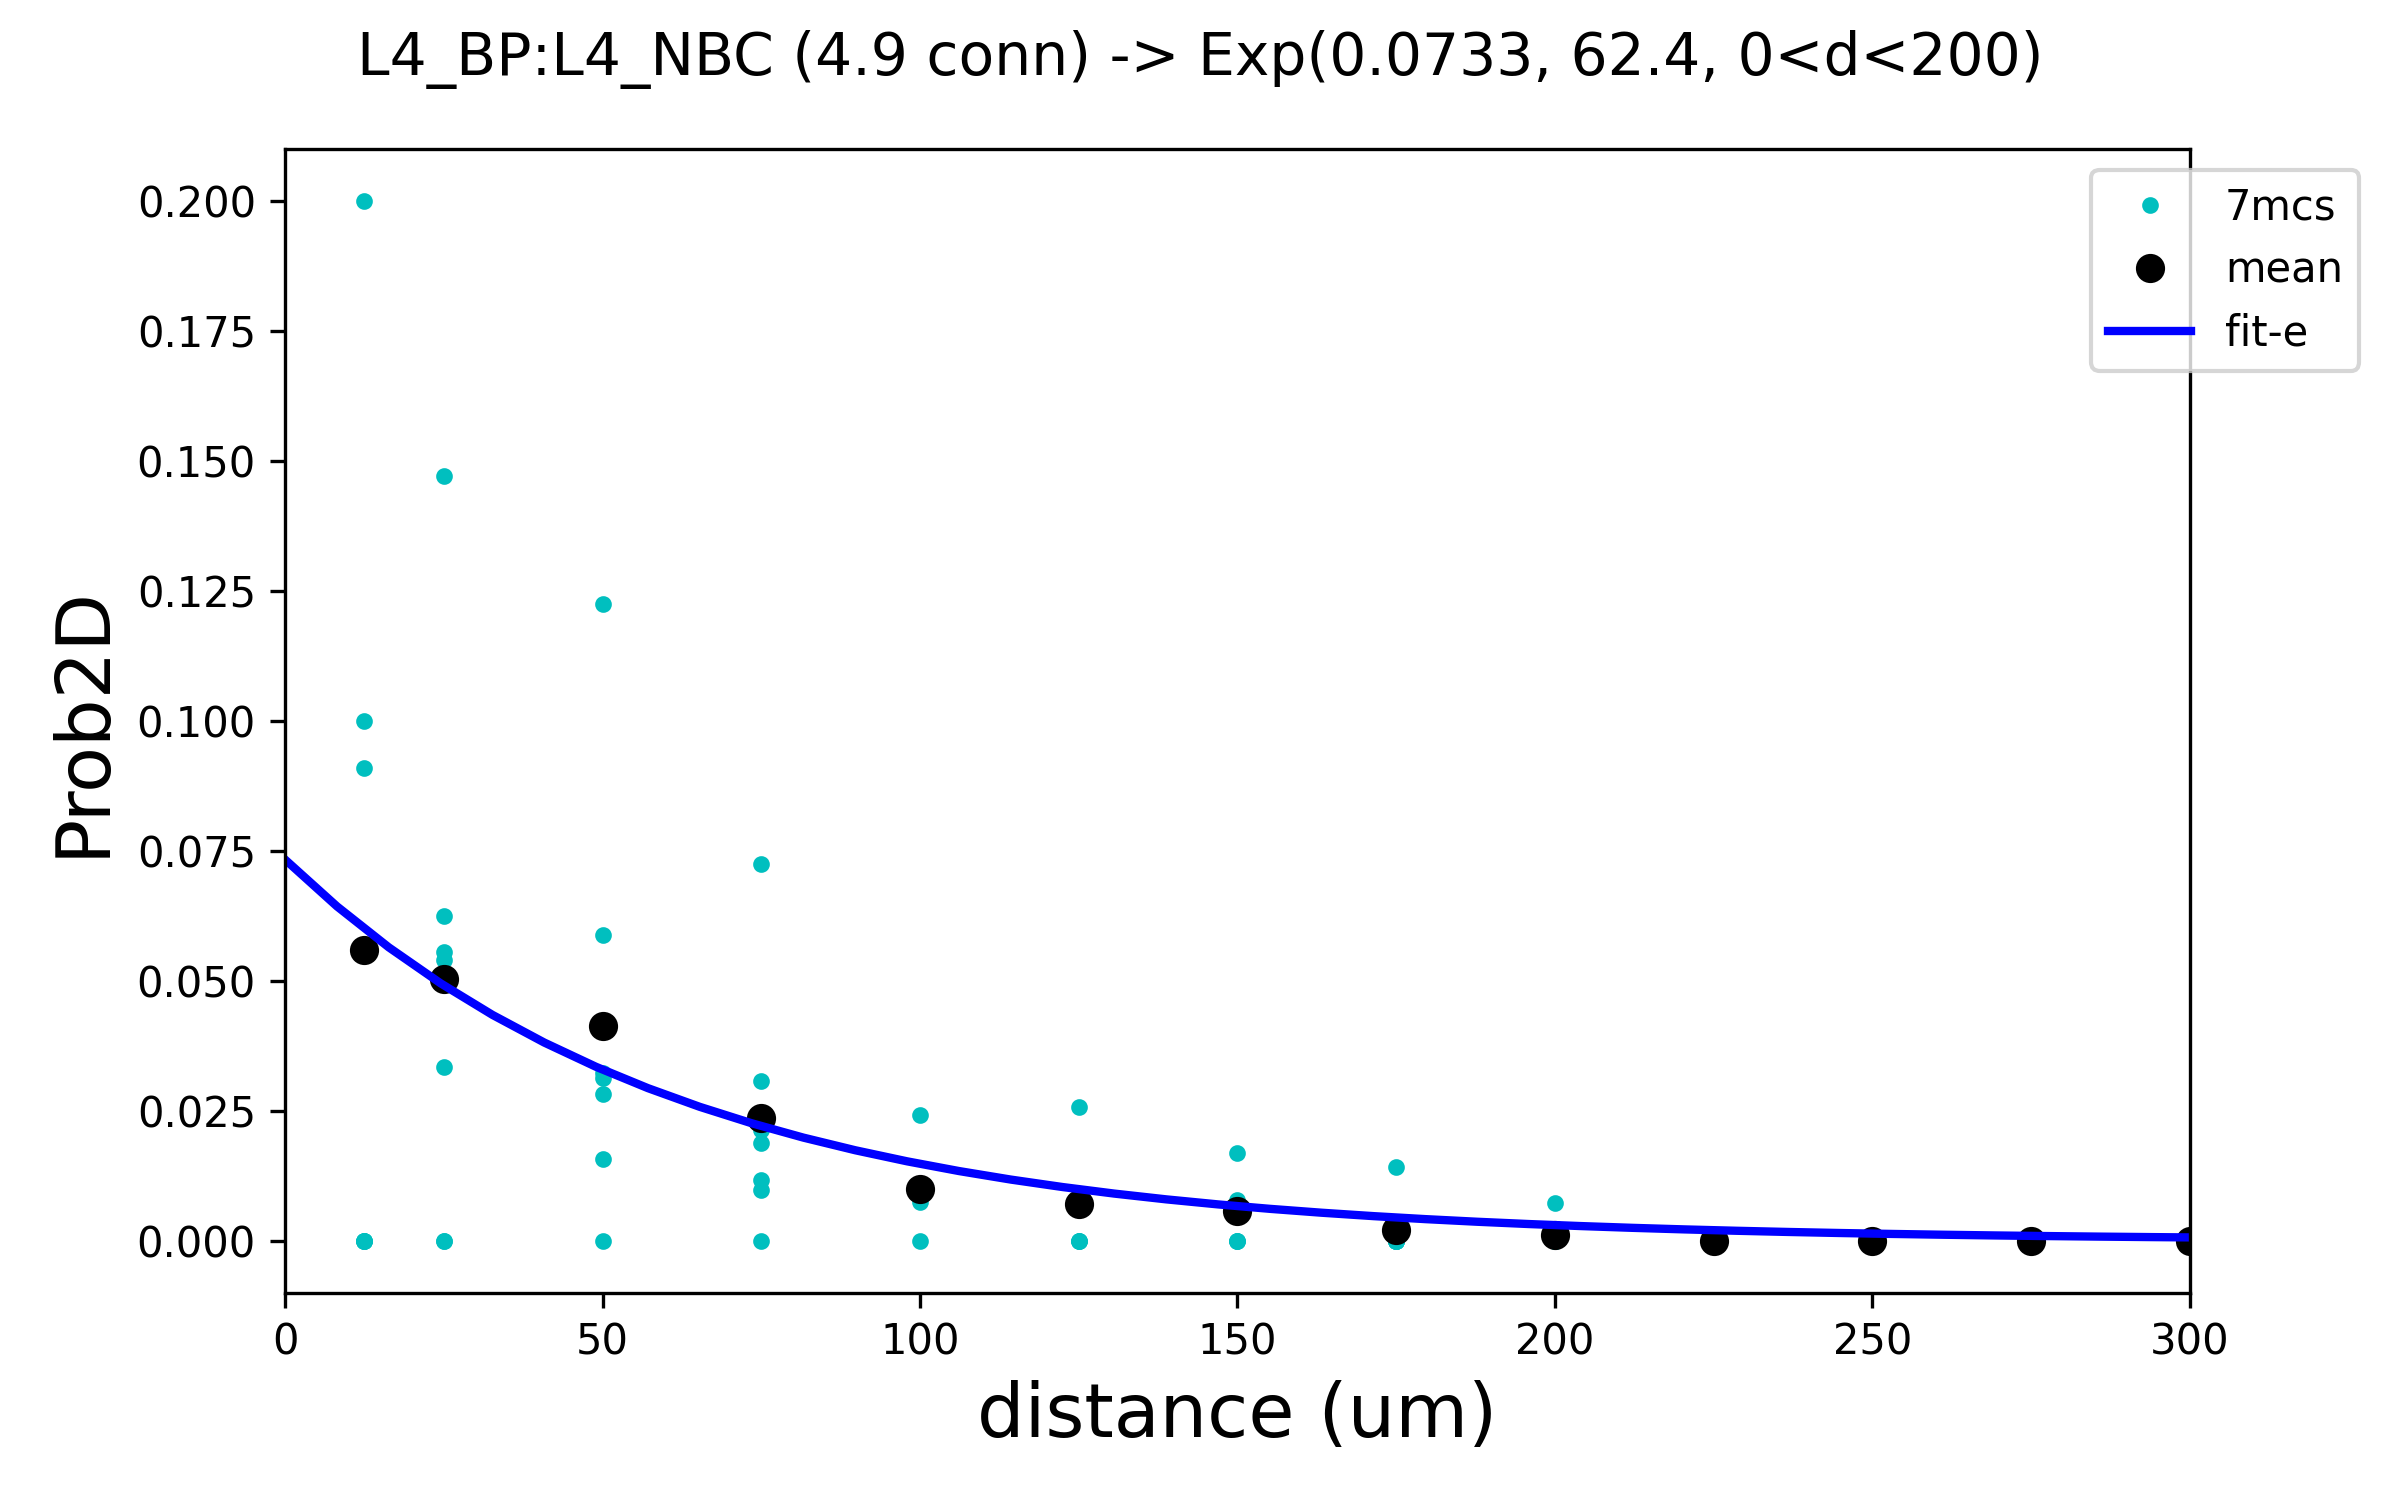 L4_BP:L4_NBC (4.9 conn) -> Exp(0.0733, 62.4, 0<d<200)
7mcs
mean
fit-e
Prob2D
0.200
0.175
0.150
0.125
0.100
0.075
0.050
0.025
0.000
0 50 100 150 200 250 300
distance (um)